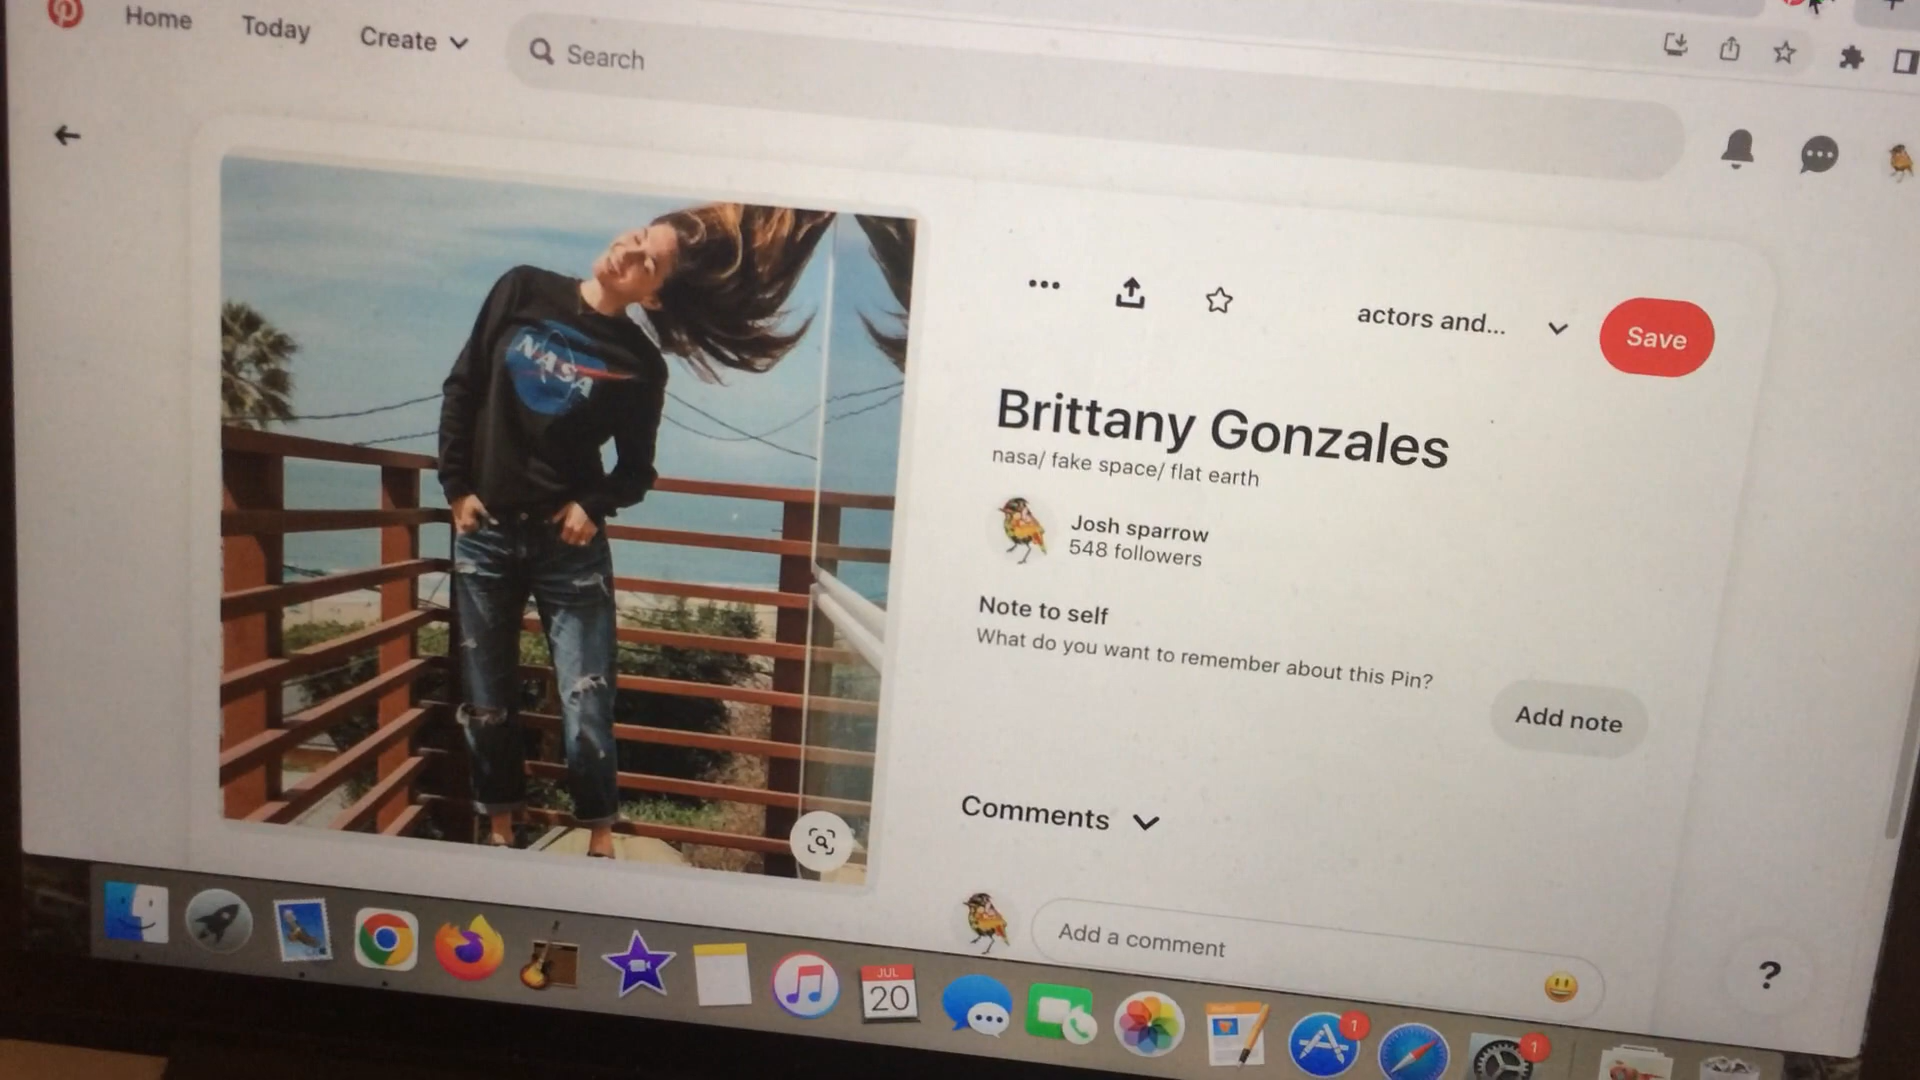 Home
Today
Create
Search
NASA
actors and...
Save
Brittany Gonzales
nasa/ fake space/ flat earth
Josh sparrow
548 followers
Note to self
What do you want to remember about this Pin?
Add note
Comments
Add a comment
?
JUL
20
1
1